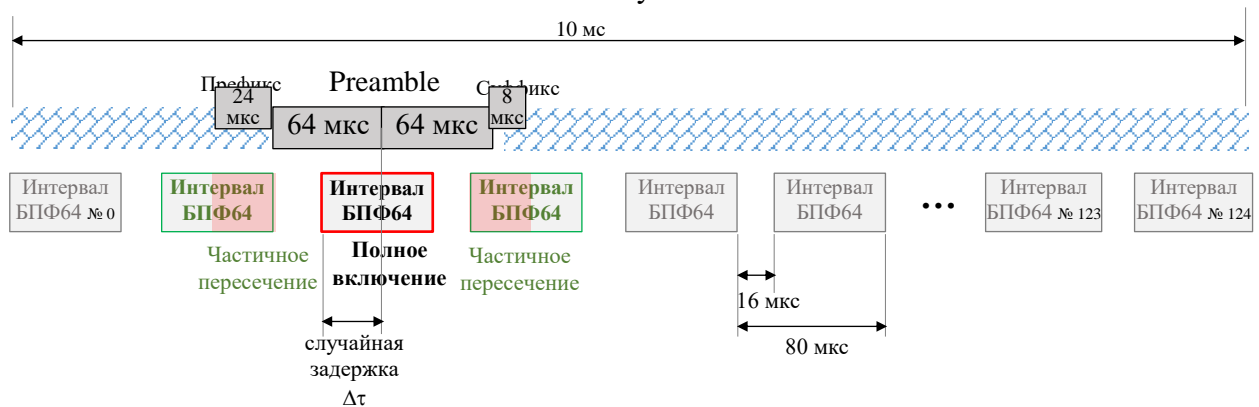 10 мс
Префикс
Preamble
Суффикс
24
мкс
64 мкс
64 мкс
8
мкс
Интервал
БПФ64 № 0
Интервал
БПФ64
Интервал
БПФ64
Интервал
БПФ64
Интервал
БПФ64
Интервал
БПФ64
...
Интервал
БПФ64 № 123
Интервал
БПФ64 № 124
Частичное
пересечение
Полное
включение
Частичное
пересечение
16 мкс
80 мкс
случайная
задержка
Δτ